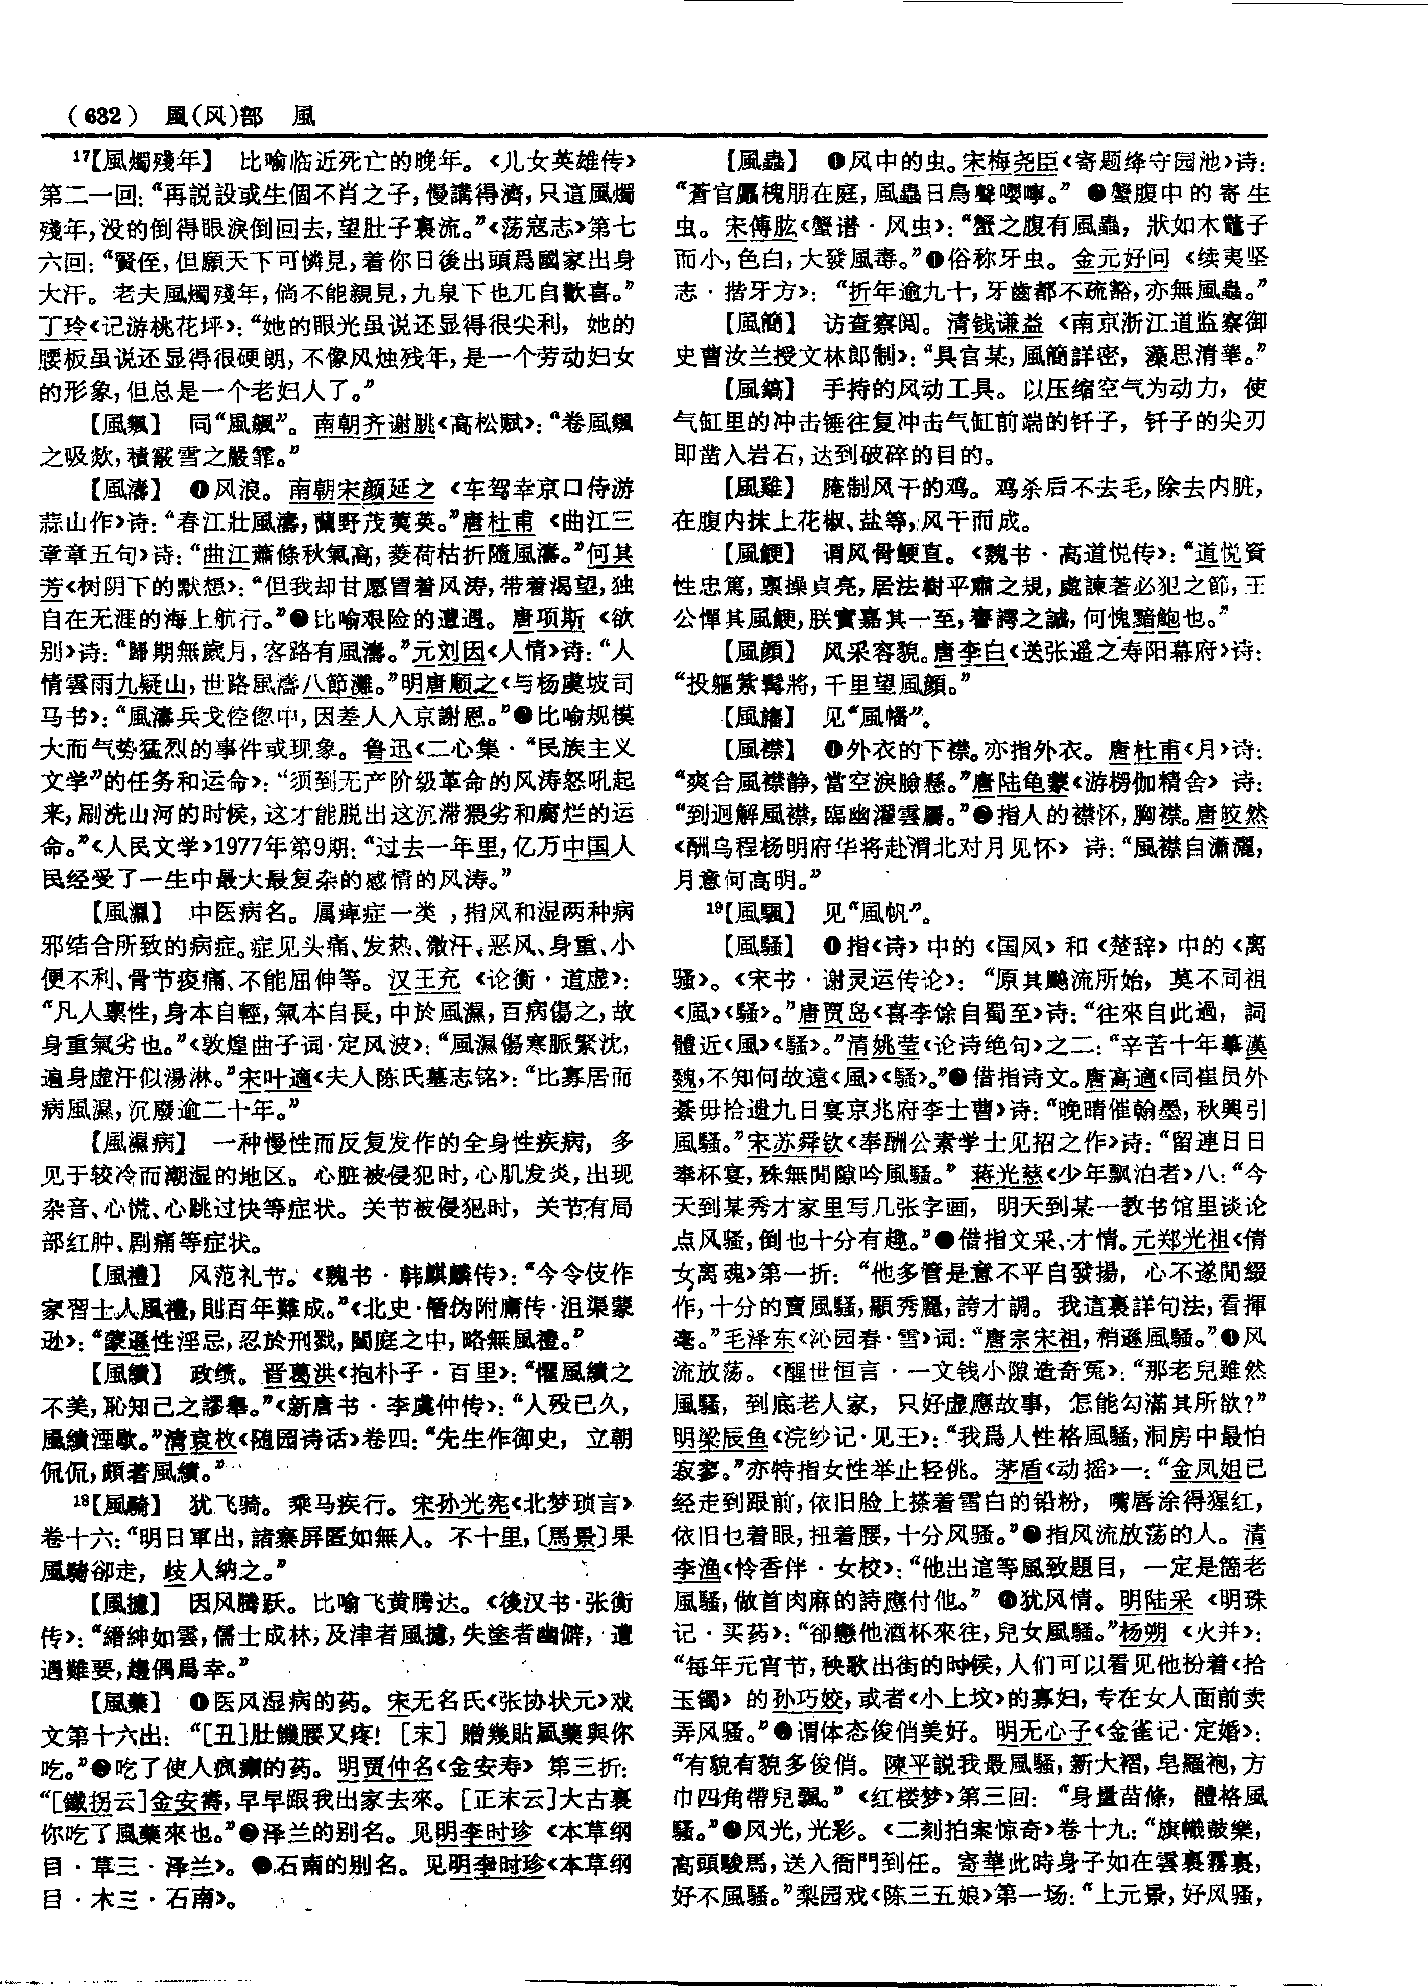 (632) 風(风)部 風
17【風燭殘年】 比喻临近死亡的晚年。《儿女英雄传》
第二一回:“再説設或生個不肖之子,慢講得濟,只這風燭
殘年,没的倒得眼淚倒回去,望肚子裏流。”《荡寇志》第七
六回:“賢侄,但願天下可憐見,着你日後出頭爲國家出身
大汗。老夫風燭殘年,倘不能親見,九泉下也兀自歡喜。”
丁玲《记游桃花坪》:“她的眼光虽说还显得很尖利,她的
腰板虽说还显得很硬朗,不像风烛残年,是一个劳动妇女
的形象,但总是一个老妇人了。”
【風飁】 同“風飊”。南朝齐谢朓《高松赋》:“卷風飁
之吸欻,積霰雪之嚴霏。”
【風濤】 ❶风浪。南朝宋颜延之《车驾幸京口侍游
蒜山作》诗:“春江壯風濤,蘭野茂荑英。”唐杜甫《曲江三
章章五句》诗:“曲江蕭條秋氣高,菱荷枯折隨風濤。”何其
芳《树阴下的默想》:“但我却甘愿冒着风涛,带着渴望,独
自在无涯的海上航行。”❷比喻艰险的遭遇。唐项斯《欲
别》诗:“歸期無歲月,客路有風濤。”元刘因《人情》诗:“人
情雲雨九疑山,世路風濤八節灘。”明唐顺之《与杨虞坡司
马书》:“風濤兵戈倥偬中,因差人入京謝恩。”❸比喻规模
大而气势猛烈的事件或现象。鲁迅《二心集·“民族主义
文学”的任务和运命》:“须到无产阶级革命的风涛怒吼起
来,刷洗山河的时候,这才能脱出这沉滞猥劣和腐烂的运
命。”《人民文学》1977年第9期:“过去一年里,亿万中国人
民经受了一生中最大最复杂的感情的风涛。”
【風濕】 中医病名。属痹症一类,指风和湿两种病
邪结合所致的病症。症见头痛、发热、微汗、恶风、身重、小
便不利、骨节痠痛、不能屈伸等。汉王充《论衡·道虚》:
“凡人禀性,身本自輕,氣本自長,中於風濕,百病傷之,故
身重氣劣也。”《敦煌曲子词·定风波》:“風濕傷寒脈緊沈,
遍身虚汗似湯淋。”宋叶適《夫人陈氏墓志铭》:“比寡居而
病風濕,沉廢逾二十年。”
【風濕病】 一种慢性而反复发作的全身性疾病,多
见于较冷而潮湿的地区。心脏被侵犯时,心肌发炎,出现
杂音、心慌、心跳过快等症状。关节被侵犯时,关节有局
部红肿、剧痛等症状。
【風禮】 风范礼节。《魏书·韩麒麟传》:“今令伎作
家習士人風禮,則百年難成。”《北史·僭伪附庸传·沮渠蒙
逊》:“蒙遜性淫忌,忍於刑戮,閨庭之中,略無風禮。”
【風績】 政绩。晋葛洪《抱朴子·百里》:“懼風績之
不美,恥知己之謬舉。”《新唐书·李虞仲传》:“人殁已久,
風績湮歇。”清袁枚《随园诗话》卷四:“先生作御史,立朝
侃侃,頗著風績。”
18【風騎】 犹飞骑。乘马疾行。宋孙光宪《北梦琐言》
卷十六:“明日軍出,諸寨屏匿如無人。不十里,〔馬景〕果
風騎卻走,歧人納之。”
【風攄】 因风腾跃。比喻飞黄腾达。《後汉书·张衡
传》:“縉紳如雲,儒士成林,及津者風攄,失塗者幽僻,遭
遇難要,趨偶爲幸。”
【風藥】 ❶医风湿病的药。宋无名氏《张协状元》戏
文第十六出:“[丑]肚饑腰又疼![末]贈幾貼風藥與你
吃。”❷吃了使人疯癫的药。明贾仲名《金安寿》第三折:
“[鐵拐云]金安壽,早早跟我出家去來。[正末云]大古裏
你吃了風藥來也。”❸泽兰的别名。见明李时珍《本草纲
目·草三·泽兰》。❹石南的别名。见明李时珍《本草纲
目·木三·石南》。
【風蟲】 ❶风中的虫。宋梅尧臣《寄题绛守园池》诗:
“蒼官屭槐朋在庭,風蟲日鳥聲嚶嚀。”❷蟹腹中的寄生
虫。宋傅肱《蟹谱·风虫》:“蟹之腹有風蟲,狀如木鼈子
而小,色白,大發風毒。”❸俗称牙虫。金元好问《续夷坚
志·揩牙方》:“折年逾九十,牙齒都不疏豁,亦無風蟲。”
【風簡】 访查察阅。清钱谦益《南京浙江道监察御
史曹汝兰授文林郎制》:“具官某,風簡詳密,藻思清華。”
【風鎬】 手持的风动工具。以压缩空气为动力,使
气缸里的冲击锤往复冲击气缸前端的钎子,钎子的尖刃
即凿入岩石,达到破碎的目的。
【風雞】 腌制风干的鸡。鸡杀后不去毛,除去内脏,
在腹内抹上花椒、盐等,风干而成。
【風鯁】 谓风骨鲠直。《魏书·高道悦传》:“道悦資
性忠篤,禀操貞亮,居法樹平肅之規,處諫著必犯之節,王
公憚其風鯁,朕實嘉其一至,謇諤之誠,何愧黯鮑也。”
【風顔】 风采容貌。唐李白《送张遥之寿阳幕府》诗:
“投軀紫髯將,千里望風顔。”
【風旛】 见“風幡”。
【風襟】 ❶外衣的下襟。亦指外衣。唐杜甫《月》诗:
“爽合風襟静,當空淚臉懸。”唐陆龟蒙《游楞伽精舍》诗:
“到迴解風襟,臨幽濯雲屩。”❷指人的襟怀,胸襟。唐皎然
《酬乌程杨明府华将赴渭北对月见怀》诗:“風襟自瀟灑,
月意何高明。”
19【風颿】 见“風帆”。
【風騷】 ❶指《诗》中的《国风》和《楚辞》中的《离
骚》。《宋书·谢灵运传论》:“原其飈流所始,莫不同祖
《風》《騷》。”唐贾岛《喜李馀自蜀至》诗:“往來自此過,詞
體近《風》《騷》。”清姚莹《论诗绝句》之二:“辛苦十年摹漢
魏,不知何故遠《風》《騷》。”❷借指诗文。唐高適《同崔员外
綦毋拾遗九日宴京兆府李士曹》诗:“晚晴催翰墨,秋興引
風騷。”宋苏舜钦《奉酬公素学士见招之作》诗:“留連日日
奉杯宴,殊無閒隙吟風騷。”蒋光慈《少年飘泊者》八:“今
天到某秀才家里写几张字画,明天到某一教书馆里谈论
点风骚,倒也十分有趣。”❸借指文采、才情。元郑光祖《倩
女离魂》第一折:“他多管是意不平自發揚,心不遂閒綴
作,十分的賣風騷,顯秀麗,誇才調。我這裏詳句法,看揮
毫。”毛泽东《沁园春·雪》词:“唐宗宋祖,稍遜風騷。”❹风
流放荡。《醒世恒言·一文钱小隙造奇冤》:“那老兒雖然
風騷,到底老人家,只好虚應故事,怎能勾滿其所欲?”
明梁辰鱼《浣纱记·见王》:“我爲人性格風騷,洞房中最怕
寂寥。”亦特指女性举止轻佻。茅盾《动摇》一:“金凤姐已
经走到跟前,依旧脸上搽着雪白的铅粉,嘴唇涂得猩红,
依旧乜着眼,扭着腰,十分风骚。”❺指风流放荡的人。清
李渔《怜香伴·女校》:“他出這等風致題目,一定是箇老
風騷,做首肉麻的詩應付他。”❻犹风情。明陆采《明珠
记·买药》:“卻戀他酒杯來往,兒女風騷。”杨朔《火并》:
“每年元宵节,秧歌出街的时候,人们可以看见他扮着《拾
玉镯》的孙巧姣,或者《小上坟》的寡妇,专在女人面前卖
弄风骚。”❼谓体态俊俏美好。明无心子《金雀记·定婚》:
“有貌有貌多俊俏。陳平説我最風騷,新大褶,皂羅袍,方
巾四角帶兒飄。”《红楼梦》第三回:“身量苗條,體格風
騷。”❽风光,光彩。《二刻拍案惊奇》卷十九:“旗幟鼓樂,
高頭駿馬,送入衙門到任。寄華此時身子如在雲裏霧裏,
好不風騷。”梨园戏《陈三五娘》第一场:“上元景,好风骚,